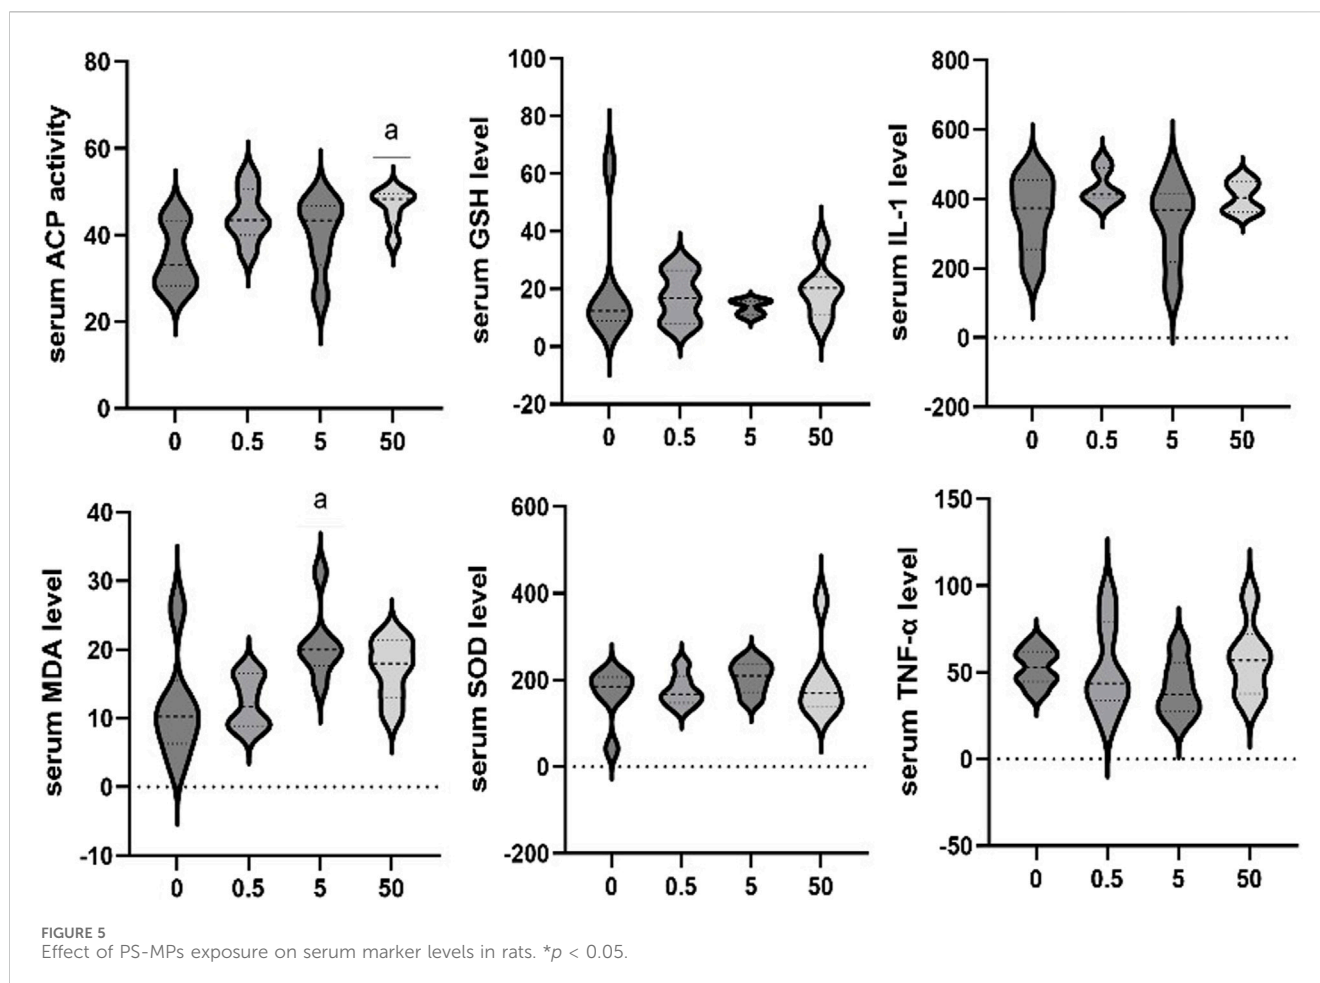 80
60
40
20
0
serum ACP activity
a
0 0.5 5 50
100
80
60
40
20
0
-20
serum GSH level
0 0.5 5 50
800
600
400
200
0
-200
serum IL-1 level
0 0.5 5 50
40
30
20
10
0
-10
serum MDA level
a
0 0.5 5 50
600
400
200
0
-200
serum SOD level
0 0.5 5 50
150
100
50
0
-50
serum TNF-α level
0 0.5 5 50
FIGURE 5
Effect of PS-MPs exposure on serum marker levels in rats. *p < 0.05.